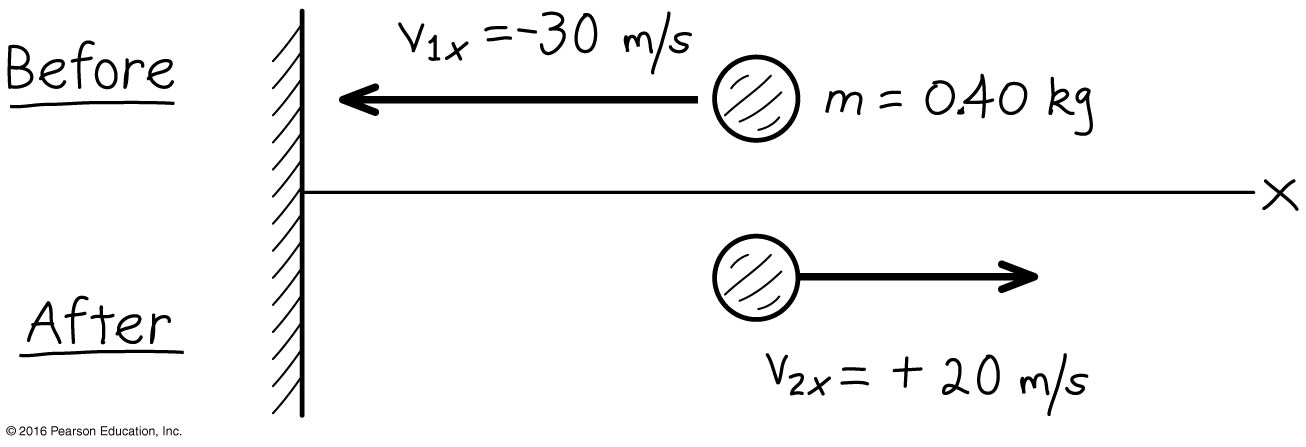 Before
v₁ₓ = -30 m/s
m = 0.40 kg
x
After
v₂ₓ = + 20 m/s
© 2016 Pearson Education, Inc.